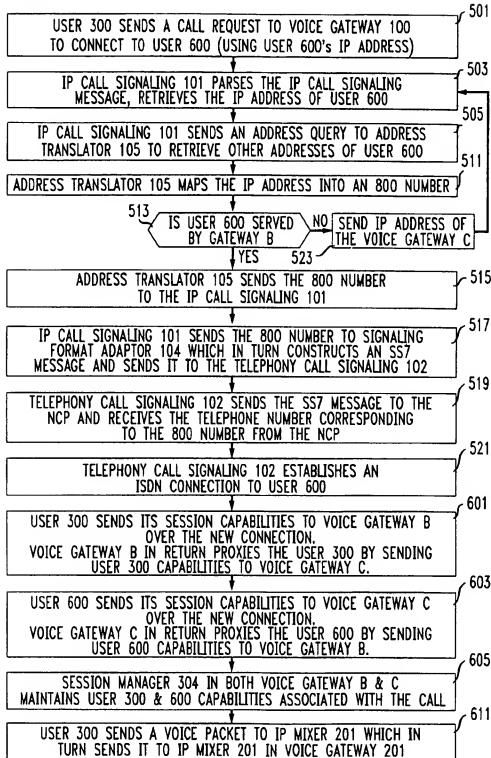 501
USER 300 SENDS A CALL REQUEST TO VOICE GATEWAY 100
TO CONNECT TO USER 600 (USING USER 600's IP ADDRESS)
503
IP CALL SIGNALING 101 PARSES THE IP CALL SIGNALING
MESSAGE, RETRIEVES THE IP ADDRESS OF USER 600
505
IP CALL SIGNALING 101 SENDS AN ADDRESS QUERY TO ADDRESS
TRANSLATOR 105 TO RETRIEVE OTHER ADDRESSES OF USER 600
511
ADDRESS TRANSLATOR 105 MAPS THE IP ADDRESS INTO AN 800 NUMBER
513
IS USER 600 SERVED
BY GATEWAY B
NO
SEND IP ADDRESS OF
THE VOICE GATEWAY C
523
YES
515
ADDRESS TRANSLATOR 105 SENDS THE 800 NUMBER
TO THE IP CALL SIGNALING 101
517
IP CALL SIGNALING 101 SENDS THE 800 NUMBER TO SIGNALING
FORMAT ADAPTOR 104 WHICH IN TURN CONSTRUCTS AN SS7
MESSAGE AND SENDS IT TO THE TELEPHONY CALL SIGNALING 102
519
TELEPHONY CALL SIGNALING 102 SENDS THE SS7 MESSAGE TO THE
NCP AND RECEIVES THE TELEPHONE NUMBER CORRESPONDING
TO THE 800 NUMBER FROM THE NCP
521
TELEPHONY CALL SIGNALING 102 ESTABLISHES AN
ISDN CONNECTION TO USER 600
601
USER 300 SENDS ITS SESSION CAPABILITIES TO VOICE GATEWAY B
OVER THE NEW CONNECTION.
VOICE GATEWAY B IN RETURN PROXIES THE USER 300 BY SENDING
USER 300 CAPABILITIES TO VOICE GATEWAY C.
603
USER 600 SENDS ITS SESSION CAPABILITIES TO VOICE GATEWAY C
OVER THE NEW CONNECTION.
VOICE GATEWAY C IN RETURN PROXIES THE USER 600 BY SENDING
USER 600 CAPABILITIES TO VOICE GATEWAY B.
605
SESSION MANAGER 304 IN BOTH VOICE GATEWAY B & C
MAINTAINS USER 300 & 600 CAPABILITIES ASSOCIATED WITH THE CALL
611
USER 300 SENDS A VOICE PACKET TO IP MIXER 201 WHICH IN
TURN SENDS IT TO IP MIXER 201 IN VOICE GATEWAY 201